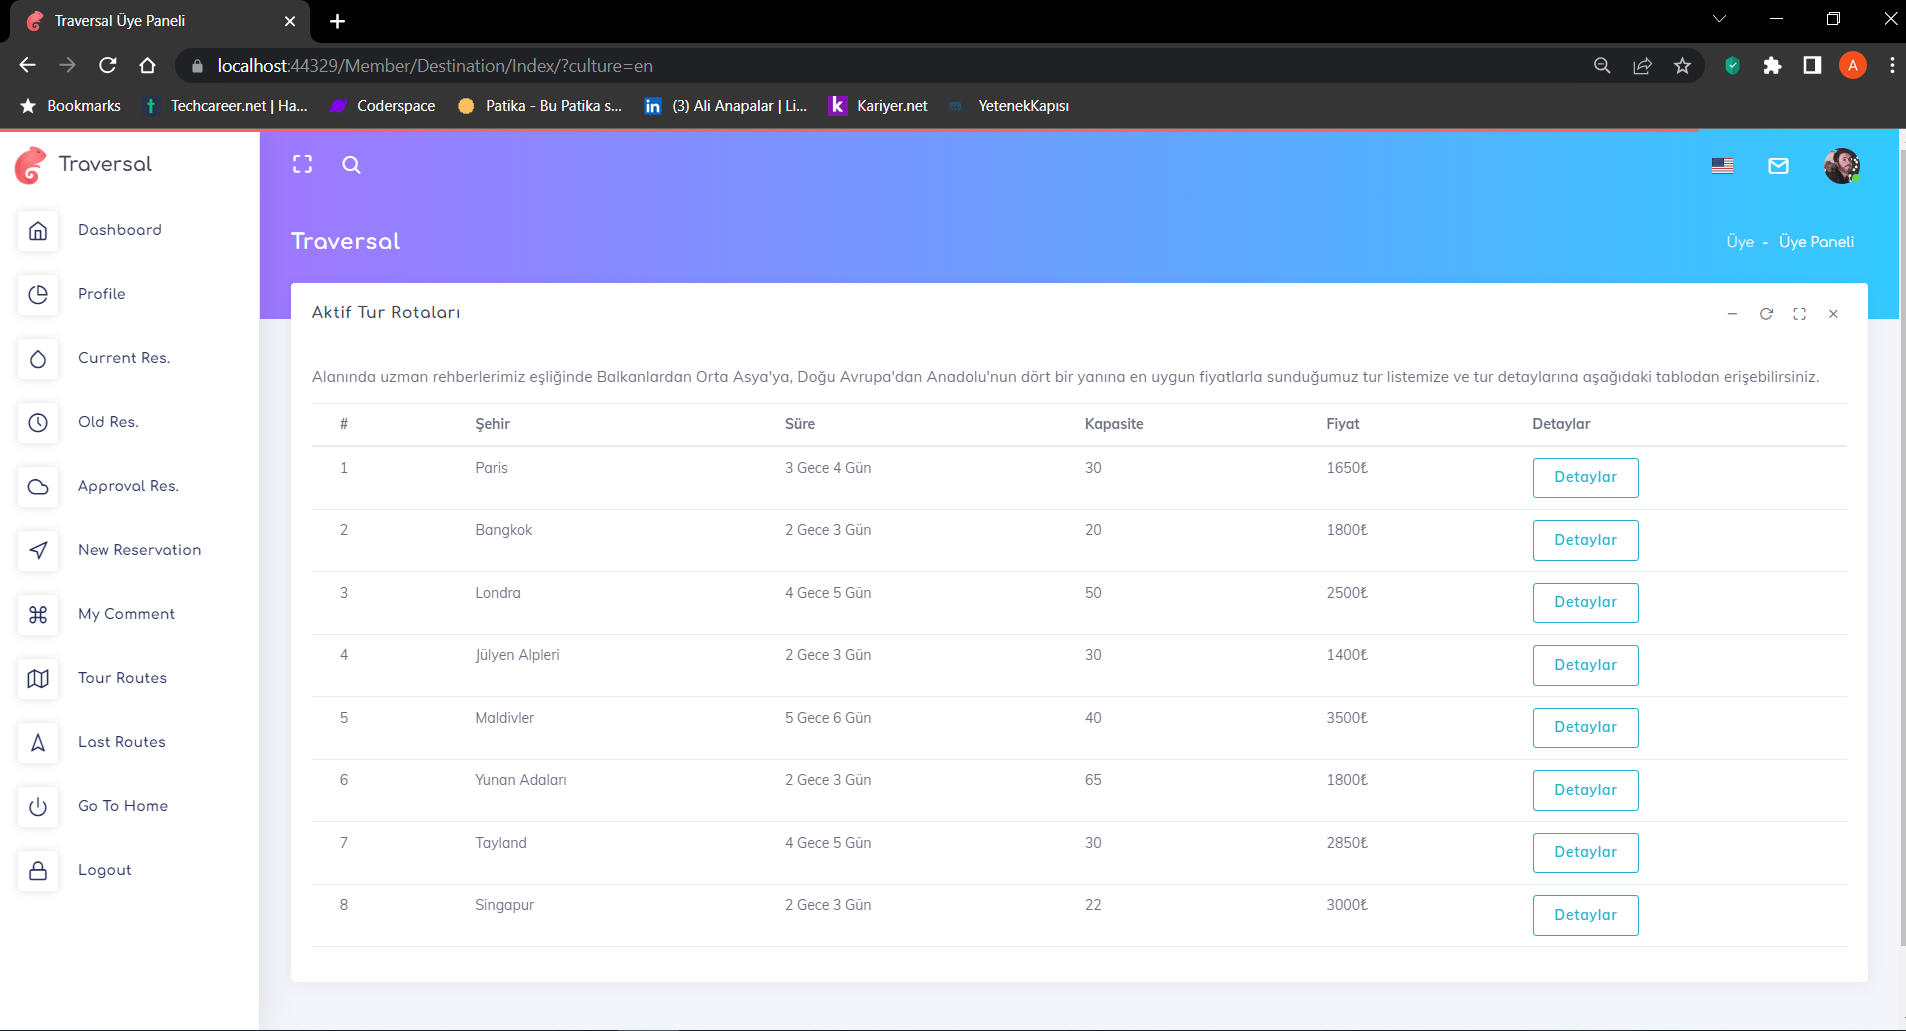 Traversal Üye Paneli
localhost:44329/Member/Destination/Index/?culture=en
A
Bookmarks
Techcareer.net | Ha...
Coderspace
Patika - Bu Patika s...
(3) Ali Anapalar | Li...
Kariyer.net
YetenekKapısı
Traversal
Dashboard
Profile
Current Res.
Old Res.
Approval Res.
New Reservation
My Comment
Tour Routes
Last Routes
Go To Home
Logout
Traversal
Üye - Üye Paneli
Aktif Tur Rotaları
Alanında uzman rehberlerimiz eşliğinde Balkanlardan Orta Asya'ya, Doğu Avrupa'dan Anadolu'nun dört bir yanına en uygun fiyatlarla sunduğumuz tur listemize ve tur detaylarına aşağıdaki tablodan erişebilirsiniz.
# Şehir Süre Kapasite Fiyat Detaylar
1 Paris 3 Gece 4 Gün 30 1650₺ Detaylar
2 Bangkok 2 Gece 3 Gün 20 1800₺ Detaylar
3 Londra 4 Gece 5 Gün 50 2500₺ Detaylar
4 Jülyen Alpleri 2 Gece 3 Gün 30 1400₺ Detaylar
5 Maldivler 5 Gece 6 Gün 40 3500₺ Detaylar
6 Yunan Adaları 2 Gece 3 Gün 65 1800₺ Detaylar
7 Tayland 4 Gece 5 Gün 30 2850₺ Detaylar
8 Singapur 2 Gece 3 Gün 22 3000₺ Detaylar